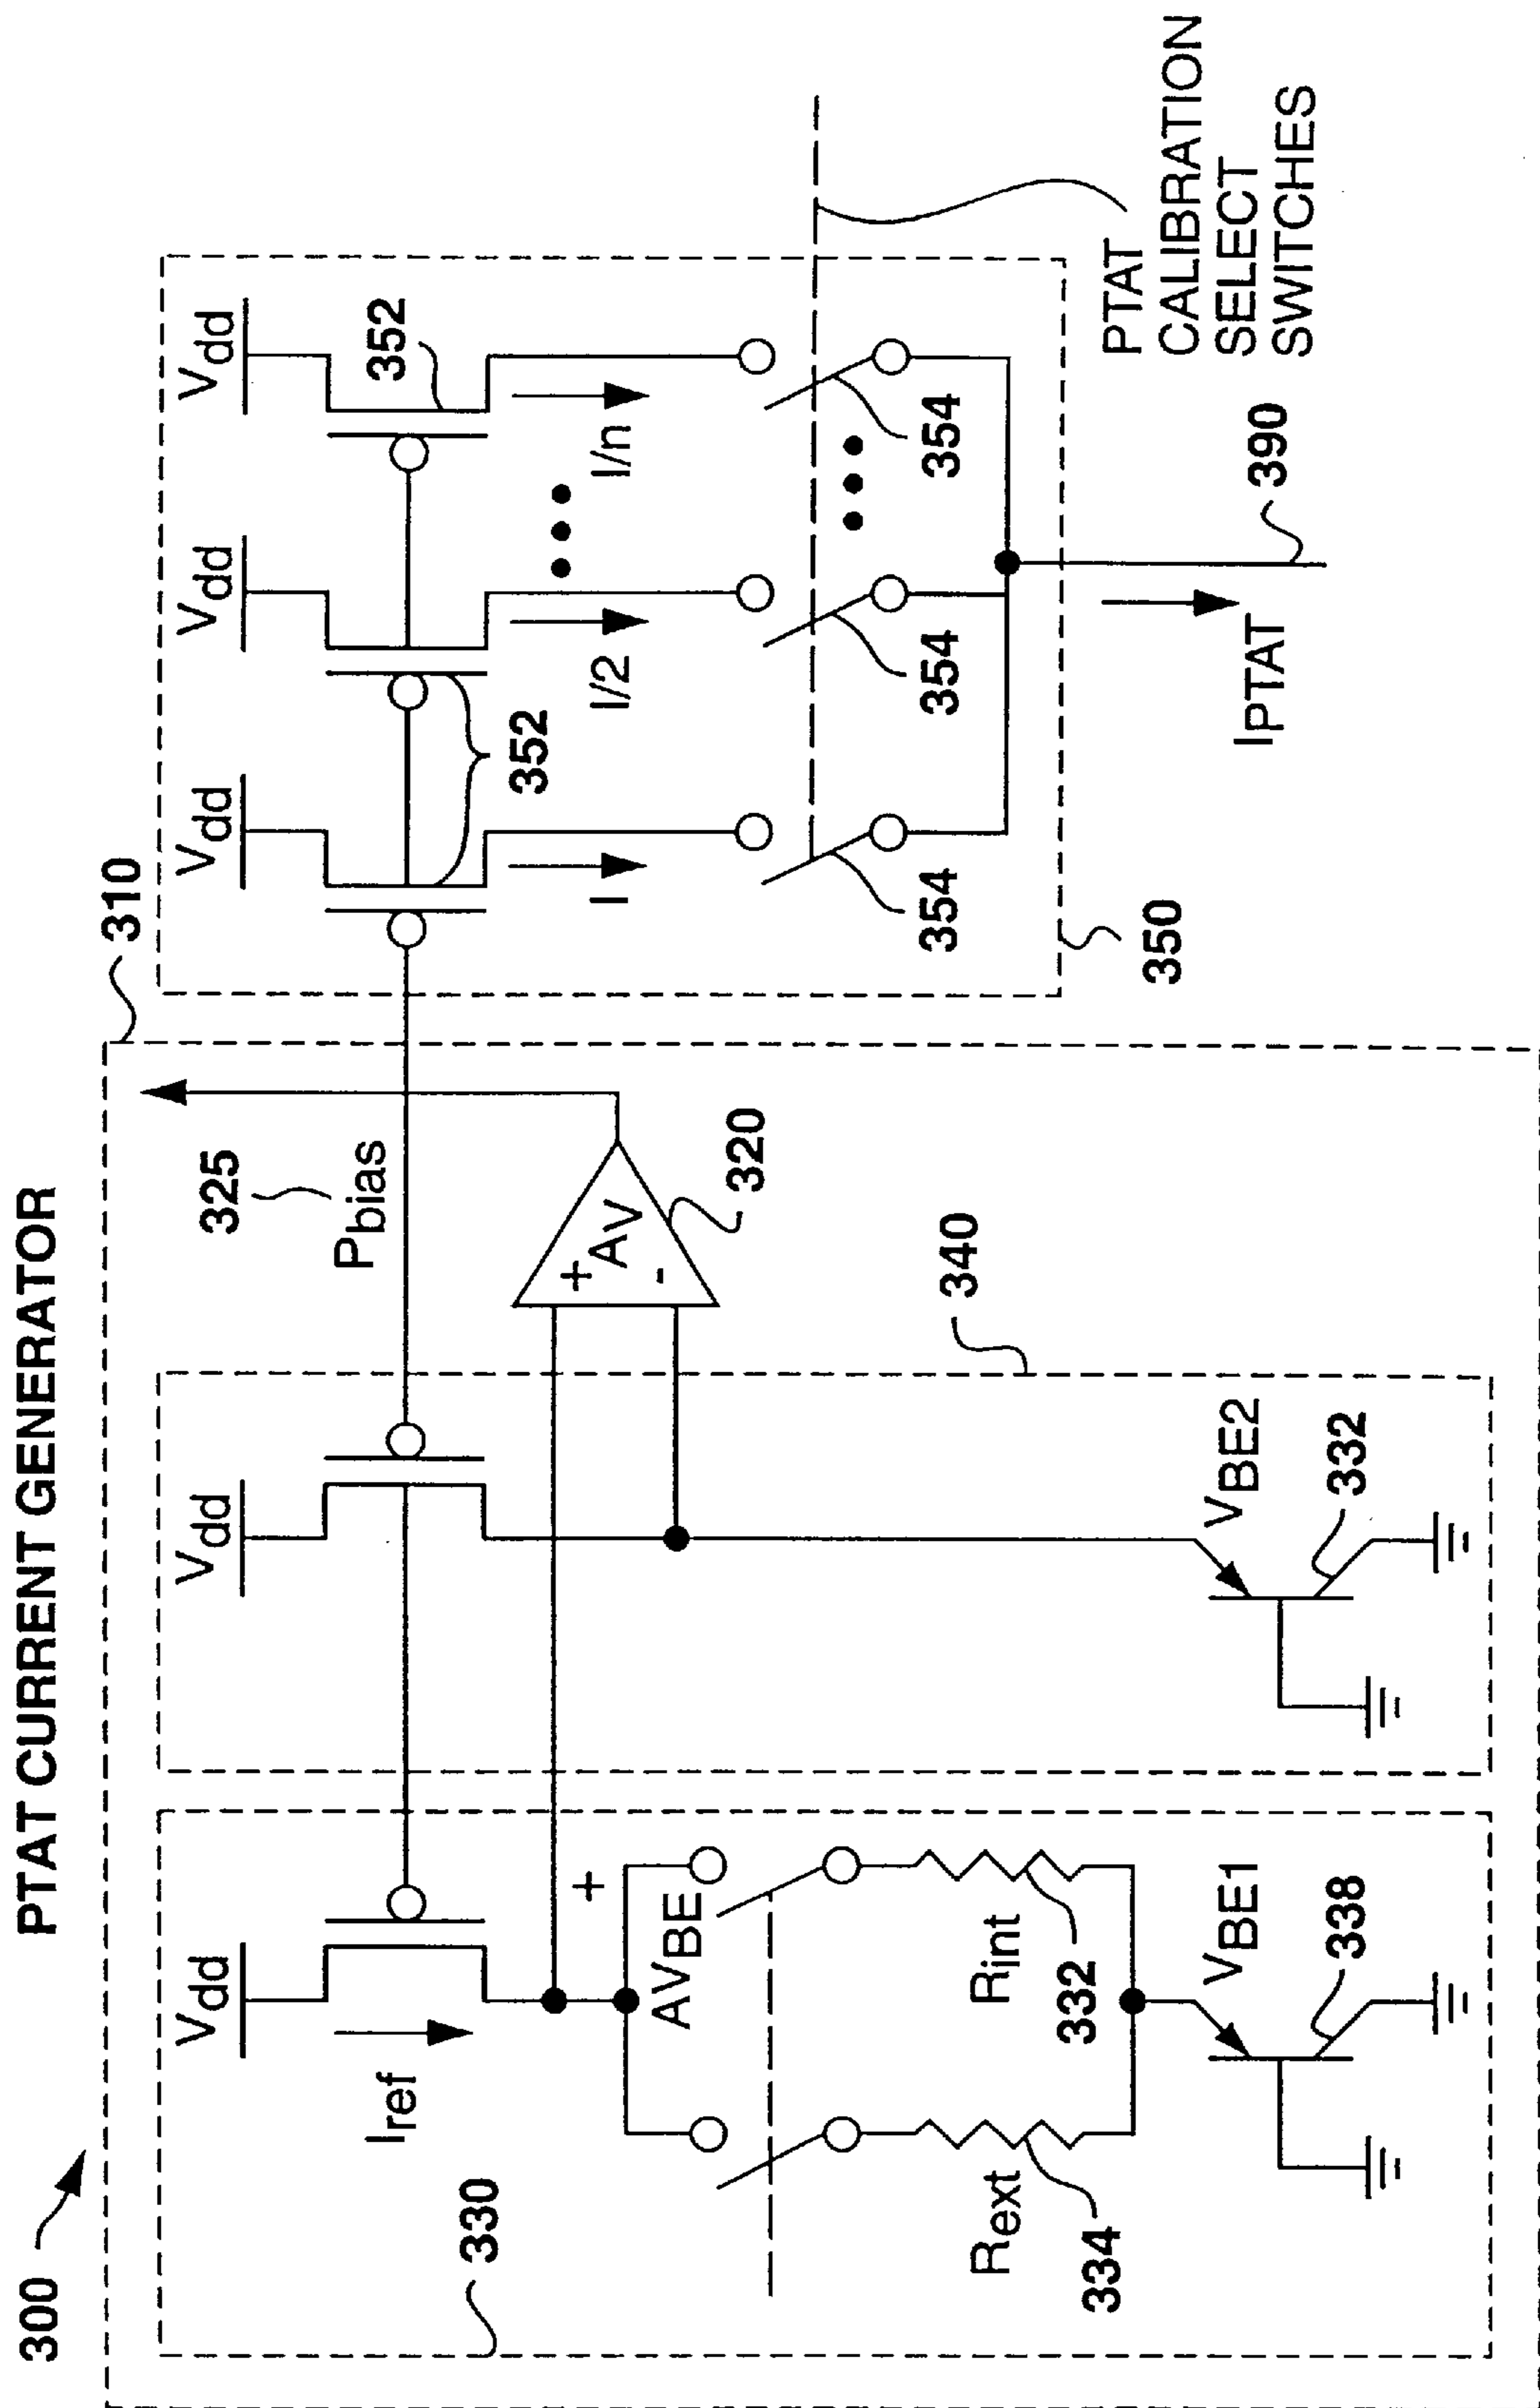 PTAT CURRENT GENERATOR
300
310
330
Vdd
Iref
+
AVBE
Rext
334
Rint
332
VBE1
338
340
Vdd
VBE2
332
325
Pbias
+
AV
-
320
350
Vdd
Vdd
Vdd
352
352
I
I/2
I/n
354
354
354
IPTAT
390
PTAT
CALIBRATION
SELECT
SWITCHES